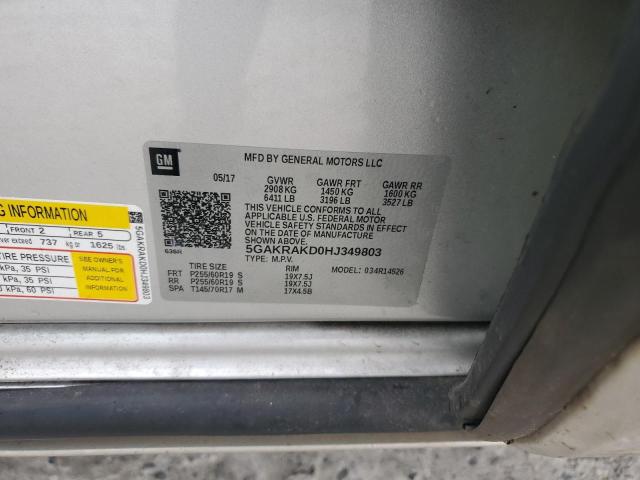 GM
MFD BY GENERAL MOTORS LLC
05/17 GVWR GAWR FRT GAWR RR
2908 KG 1450 KG 1600 KG
6411 LB 3196 LB 3527 LB
THIS VEHICLE CONFORMS TO ALL
APPLICABLE U.S. FEDERAL MOTOR
VEHICLE SAFETY AND THEFT
PREVENTION STANDARDS IN EFFECT
ON THE DATE OF MANUFACTURE
SHOWN ABOVE.
5GAKRAKD0HJ349803
TYPE: M.P.V. MODEL: 034R14526
TIRE SIZE RIM
FRT P255/60R19 S 19X7.5J
RR P255/60R19 S 19X7.5J
SPA T145/70R17 M 17X4.5B
G INFORMATION
FRONT 2 REAR 5
ver exceed 737 kg or 1625 lbs
TIRE PRESSURE
kPa, 35 PSI
kPa, 35 PSI
kPa, 60 PSI
SEE OWNER'S
MANUAL FOR
ADDITIONAL
INFORMATION
5GAKRAKD0HJ349803